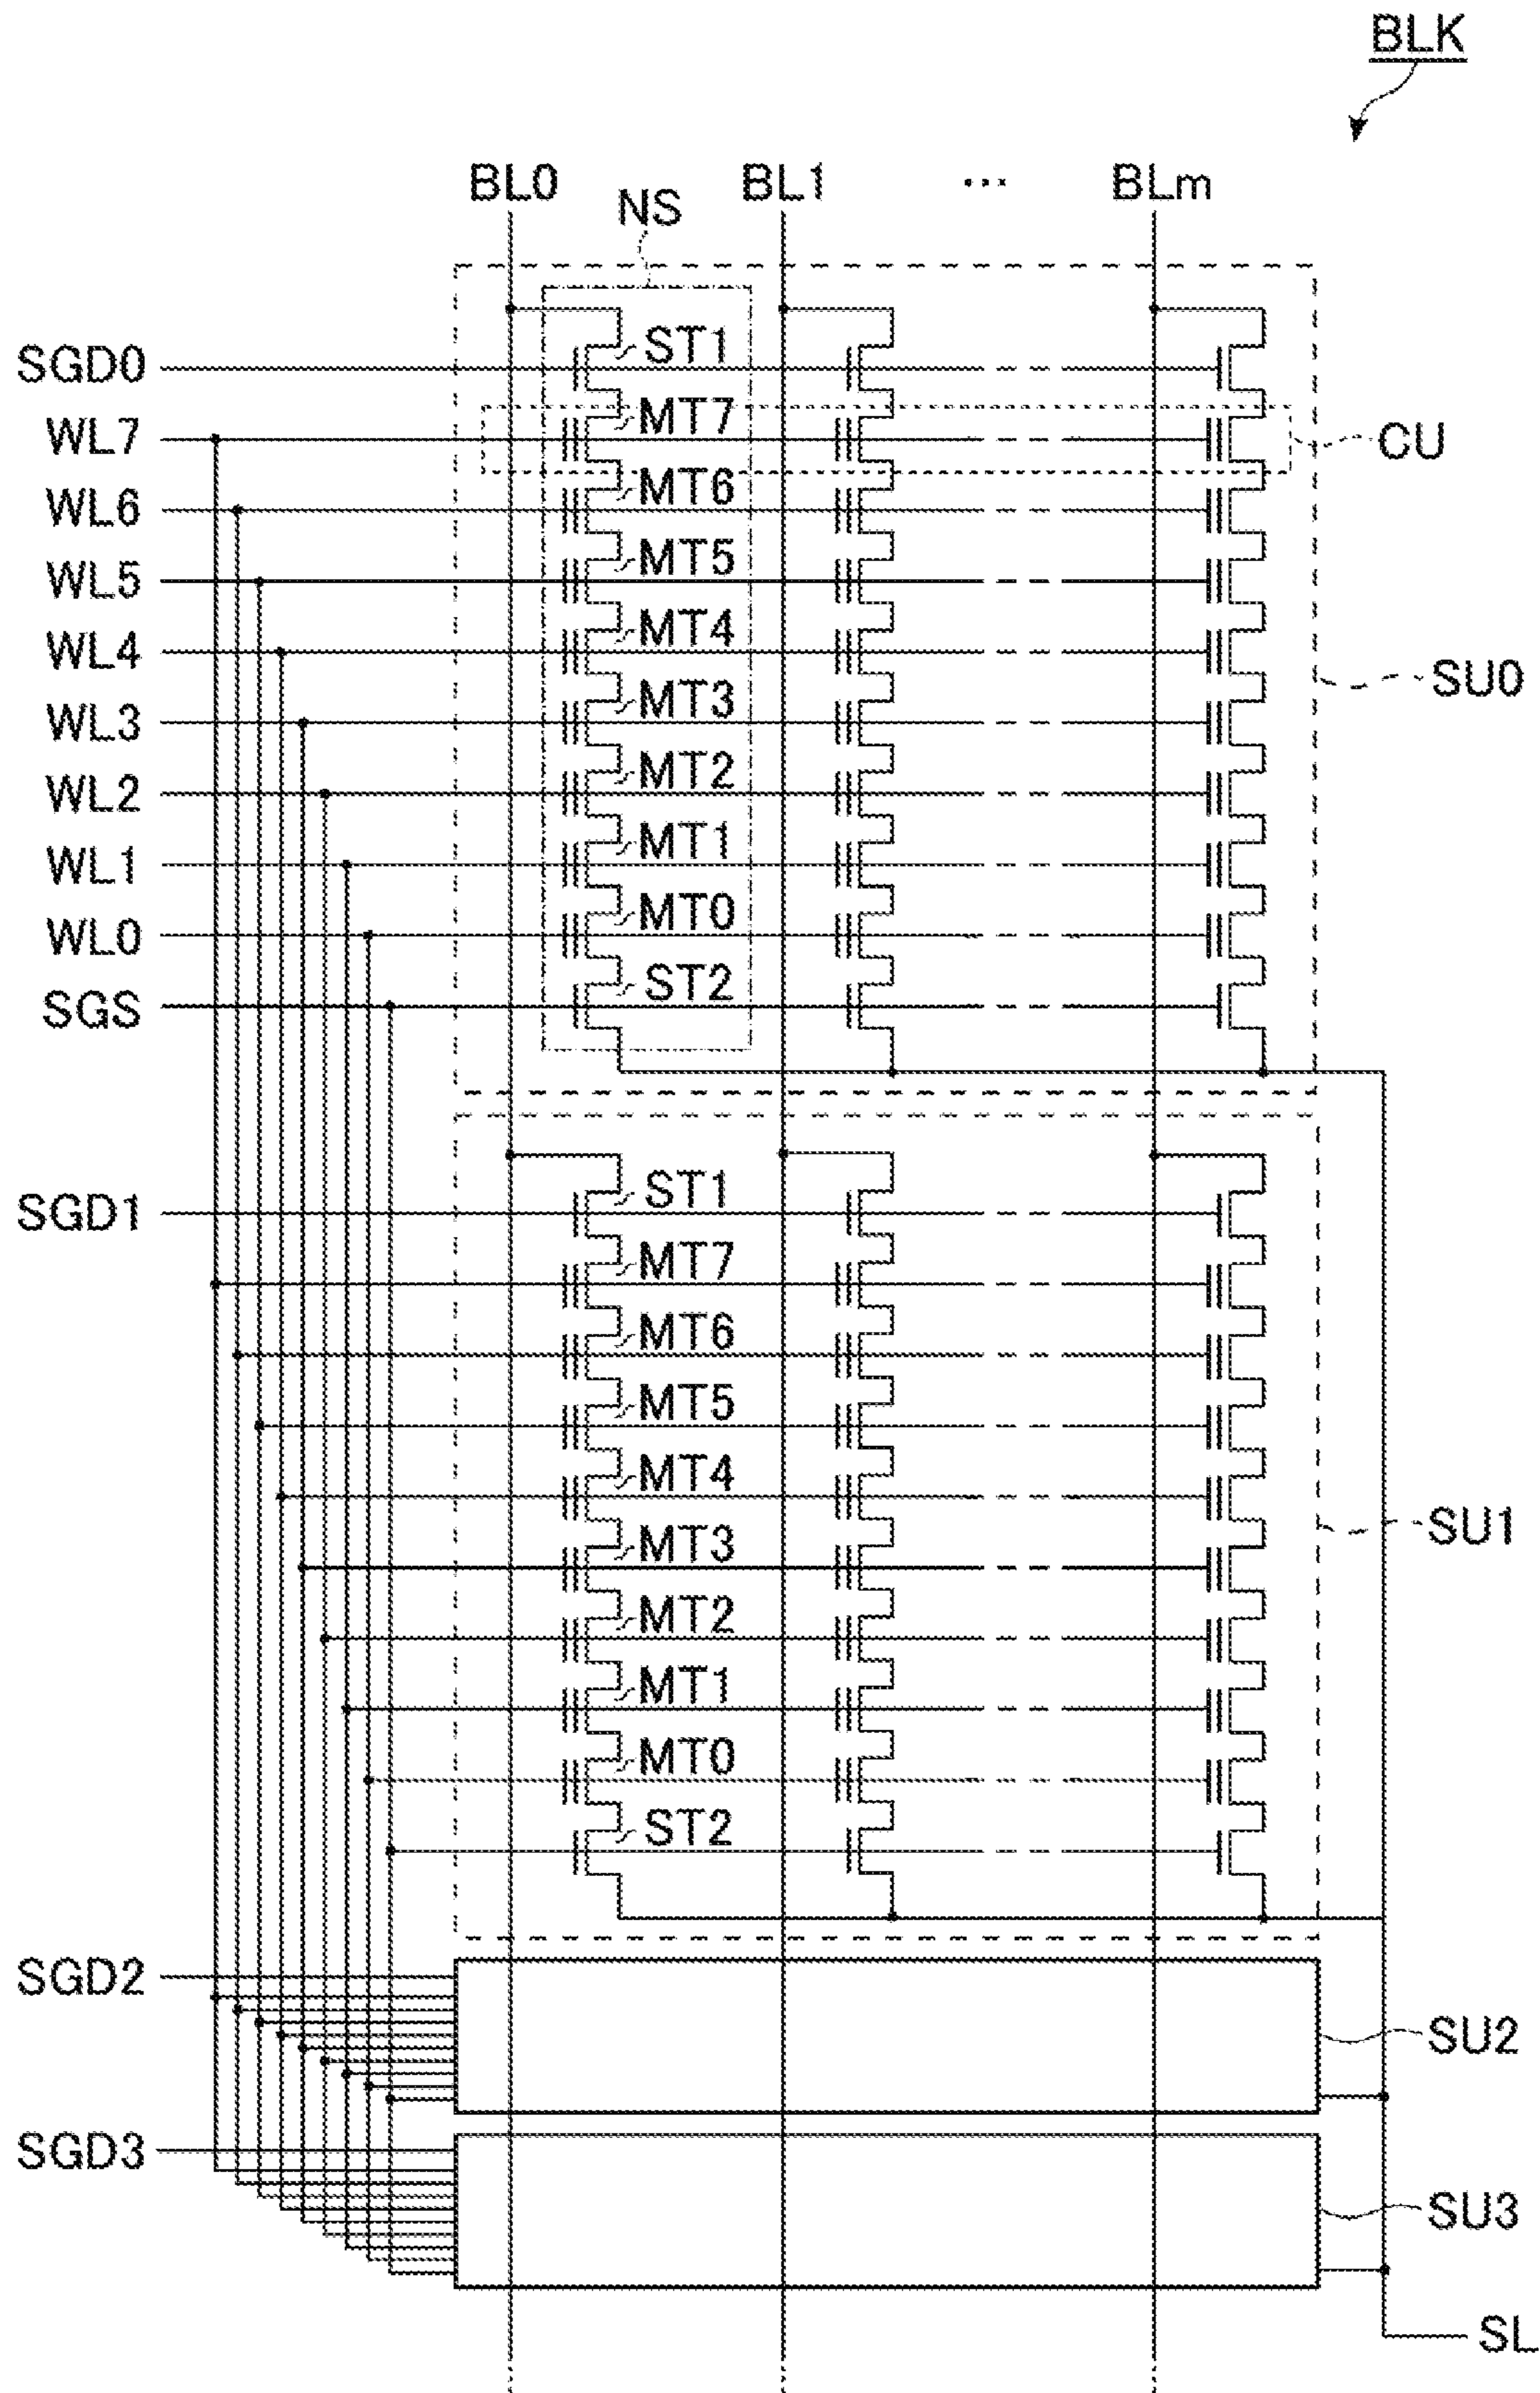 BLK
BL0 BL1 ... BLm
NS
SGD0 ST1
WL7 MT7 CU
WL6 MT6
WL5 MT5
WL4 MT4
SU0
WL3 MT3
WL2 MT2
WL1 MT1
WL0 MT0
SGS ST2
SGD1 ST1
MT7
MT6
MT5
MT4
SU1
MT3
MT2
MT1
MT0
ST2
SGD2
SU2
SGD3
SU3
SL